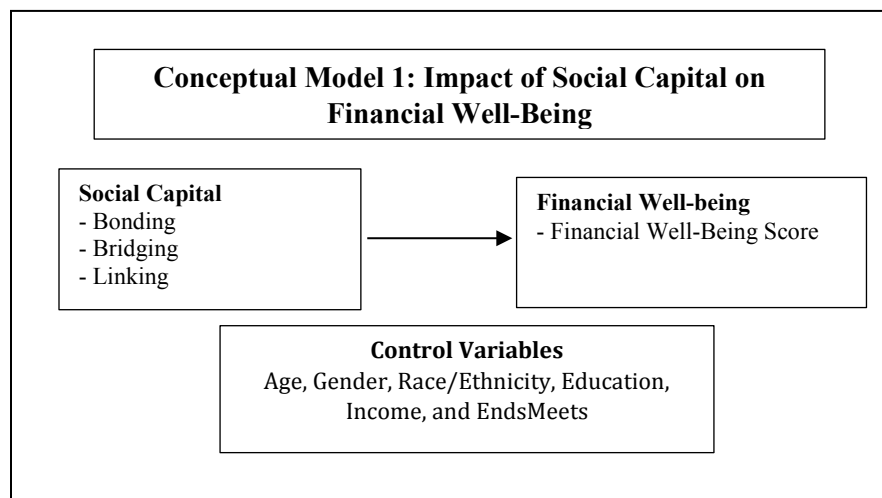 Conceptual Model 1: Impact of Social Capital on
Financial Well-Being
Social Capital
- Bonding
- Bridging
- Linking
Financial Well-being
- Financial Well-Being Score
Control Variables
Age, Gender, Race/Ethnicity, Education,
Income, and EndsMeets